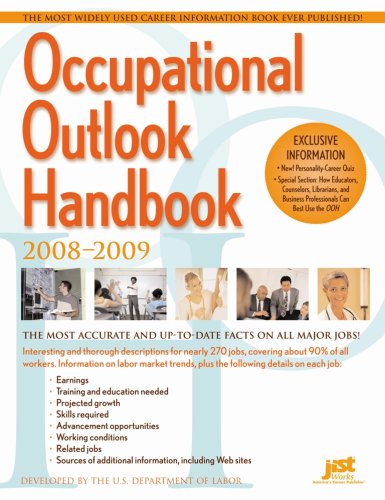 THE MOST WIDELY USED CAREER INFORMATION BOOK EVER PUBLISHED!
Occupational
Outlook
Handbook
2008–2009
EXCLUSIVE
INFORMATION
• New! Personality-Career Quiz
• Special Section: How Educators,
Counselors, Librarians, and
Business Professionals Can
Best Use the OOH
THE MOST ACCURATE AND UP-TO-DATE FACTS ON ALL MAJOR JOBS!
Interesting and thorough descriptions for nearly 270 jobs, covering about 90% of all
workers. Information on labor market trends, plus the following details on each job:
• Earnings
• Training and education needed
• Projected growth
• Skills required
• Advancement opportunities
• Working conditions
• Related jobs
• Sources of additional information, including Web sites
DEVELOPED BY THE U.S. DEPARTMENT OF LABOR
jist
Works
America's Career Publisher